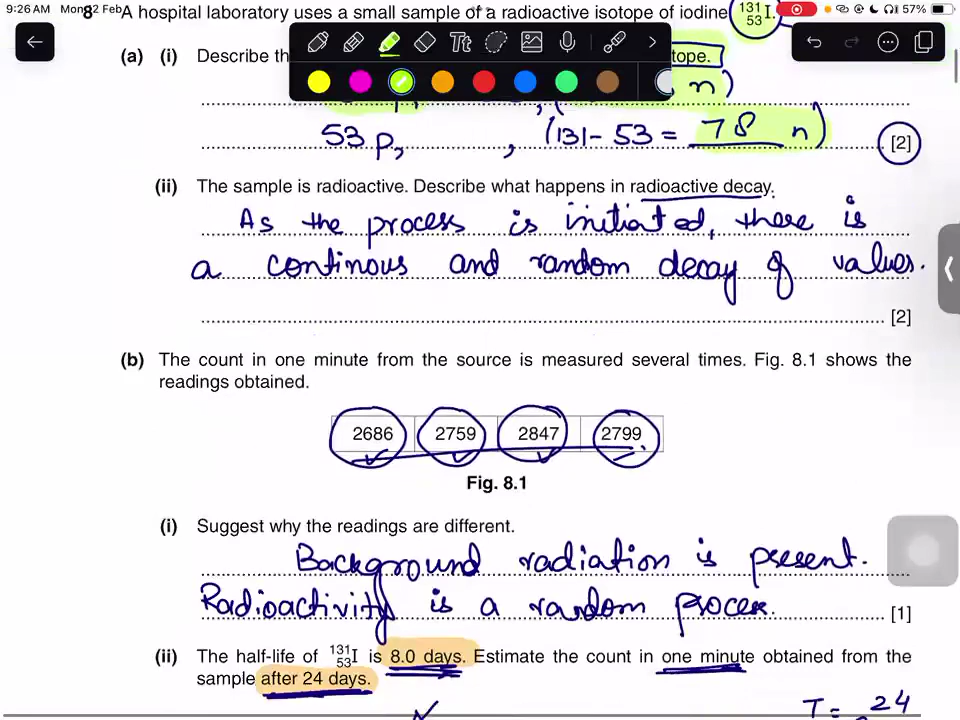 9:26 AM Mon 2 Feb 57%
8 A hospital laboratory uses a small sample of a radioactive isotope of iodine 131 53 I.
(a) (i) Describe th tope.
n)
53 p, , (131 - 53 = 78 n) [2]
(ii) The sample is radioactive. Describe what happens in radioactive decay.
As the process is initiated, there is
a continous and random decay of values.
[2]
(b) The count in one minute from the source is measured several times. Fig. 8.1 shows the
readings obtained.
2686 2759 2847 2799
Fig. 8.1
(i) Suggest why the readings are different.
Background radiation is present.
Radioactivity is a random proces. [1]
(ii) The half-life of 131 53 I is 8.0 days. Estimate the count in one minute obtained from the
sample after 24 days.
T = 24